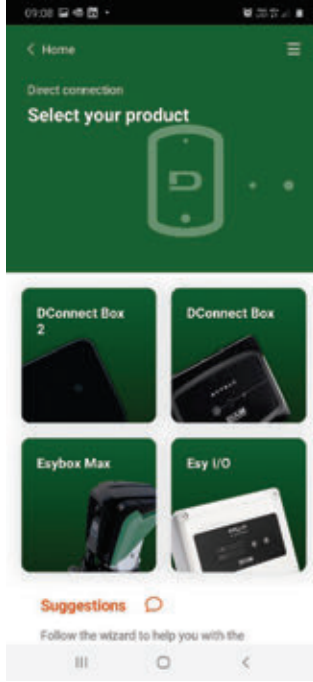 09:08
Home
Direct connection
Select your product
DConnect Box
2
DConnect Box
Esybox Max
Esy I/O
Suggestions
Follow the wizard to help you with the